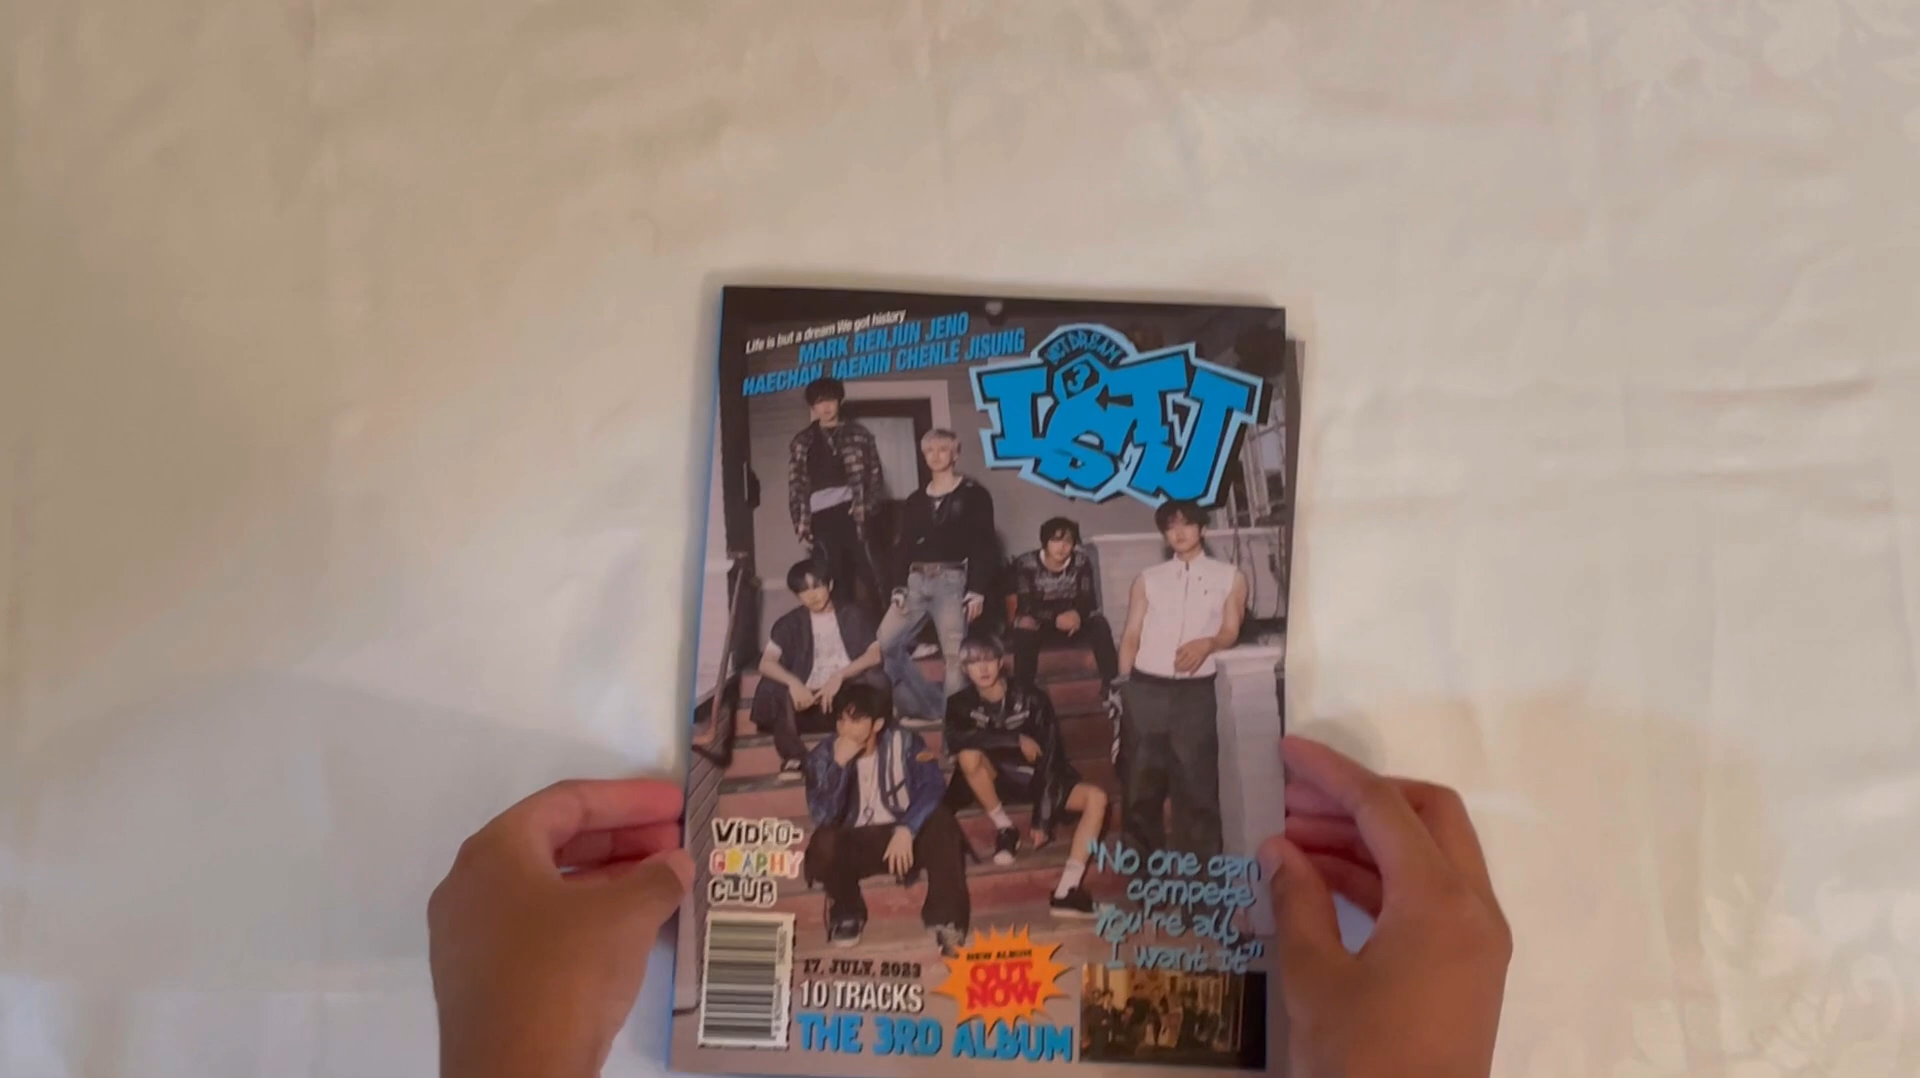 Life is but a dream We got history
MARK RENJUN JENO
HAECHAN JAEMIN CHENLE JISUNG
NCT DREAM
3
ISTJ
VIDEO-
GRAPHY
CLUB
"No one can
compete
You're all
I want it"
17. JULY. 2023
10 TRACKS
THE 3RD ALBUM
NEW ALBUM
OUT
NOW